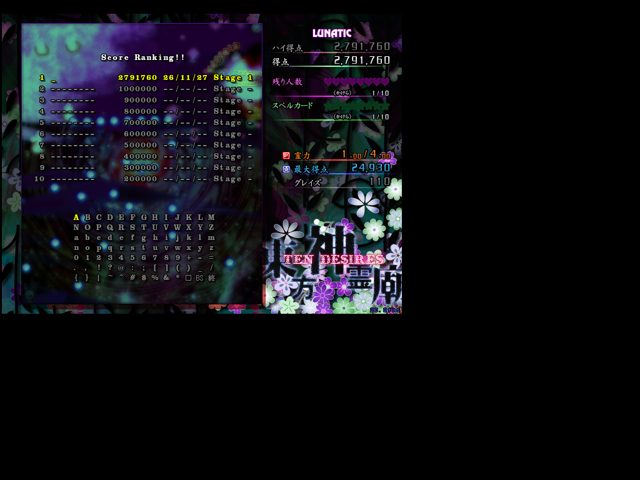 Score Ranking!!
1 _ 2791760 26/11/27 Stage 1
2 -------- 1000000 --/--/-- Stage -
3 -------- 900000 --/--/-- Stage -
4 -------- 800000 --/--/-- Stage -
5 -------- 700000 --/--/-- Stage -
6 -------- 600000 --/--/-- Stage -
7 -------- 500000 --/--/-- Stage -
8 -------- 400000 --/--/-- Stage -
9 -------- 300000 --/--/-- Stage -
10 -------- 200000 --/--/-- Stage -
A B C D E F G H I J K L M
N O P Q R S T U V W X Y Z
a b c d e f g h i j k l m
n o p q r s t u v w x y z
0 1 2 3 4 5 6 7 8 9 + - =
. , ! ? @ : ; [ ] ( ) _ /
{ } | ~ ^ # $ % & * □ BS 終
LUNATIC
ハイ得点 2,791,760
得点 2,791,760
残り人数
1/10
スペルカード
1/10
霊力 1.00/4.00
最大得点 24,930
グレイズ 110
東方神霊廟
TEN DESIRES